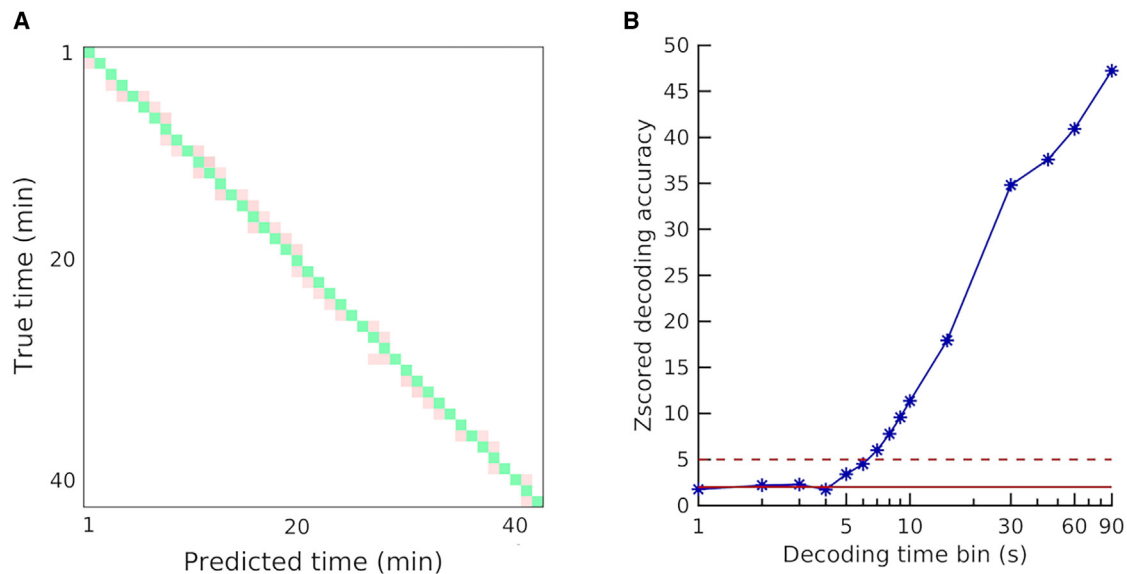 A
1
20
40
True time (min)
1 20 40
Predicted time (min)
B
50
45
40
35
30
25
20
15
10
5
0
Zscored decoding accuracy
1 5 10 30 60 90
Decoding time bin (s)